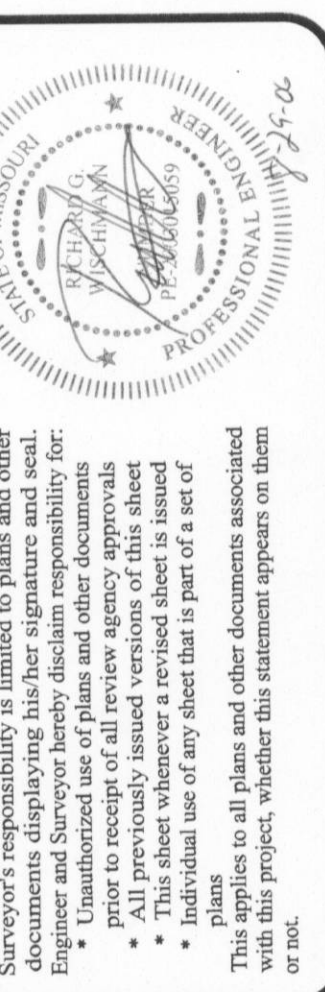 Surveyor's responsibility is limited to plans and other
documents displaying his/her signature and seal.
Engineer and Surveyor hereby disclaim responsibility for:
* Unauthorized use of plans and other documents
prior to receipt of all review agency approvals
* All previously issued versions of this sheet
* This sheet whenever a revised sheet is issued
* Individual use of any sheet that is part of a set of
plans
This applies to all plans and other documents associated
with this project, whether this statement appears on them
or not.
STATE OF MISSOURI
RICHARD G.
WISCHMANN
PROFESSIONAL ENGINEER